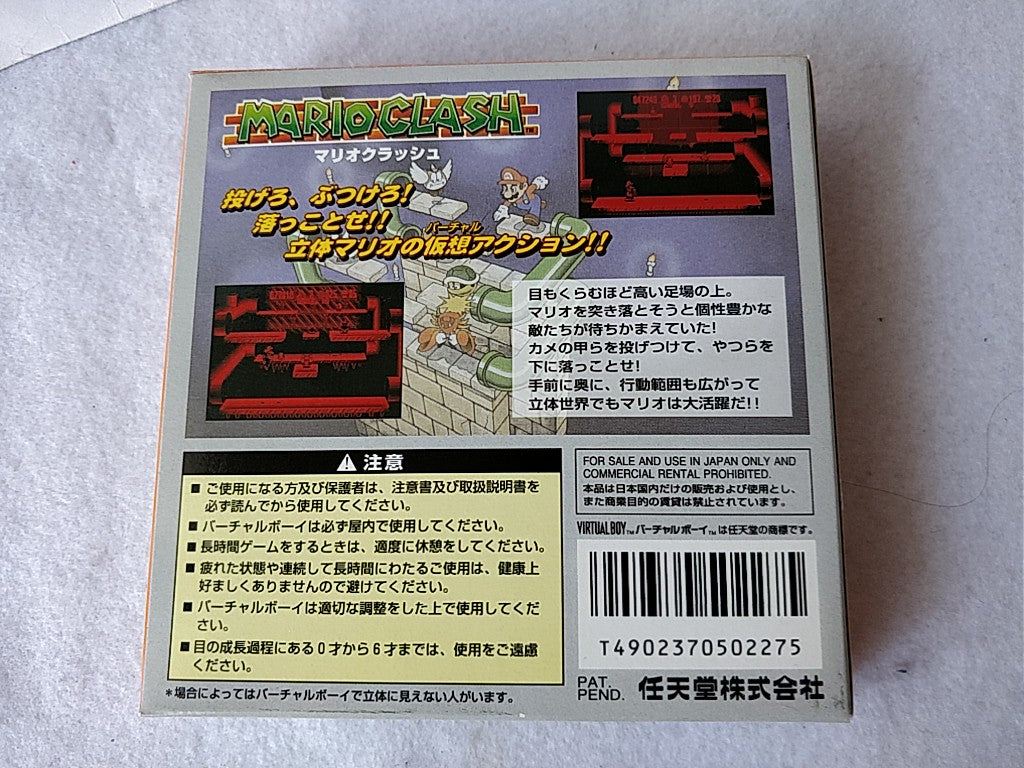 MARIO CLASH™
マリオクラッシュ
投げろ、ぶつけろ!
落っことせ!!
バーチャル
立体マリオの仮想アクション!!
目もくらむほど高い足場の上。
マリオを突き落とそうと個性豊かな
敵たちが待ちかまえていた!
カメの甲らを投げつけて、やつらを
下に落っことせ!
手前に奥に、行動範囲も広がって
立体世界でもマリオは大活躍だ!!
注意
■ ご使用になる方及び保護者は、注意書及び取扱説明書を
必ず読んでから使用してください。
■ バーチャルボーイは必ず屋内で使用してください。
■ 長時間ゲームをするときは、適度に休憩をしてください。
■ 疲れた状態や連続して長時間にわたるご使用は、健康上
好ましくありませんので避けてください。
■ バーチャルボーイは適切な調整をした上で使用してくだ
さい。
■ 目の成長過程にある0才から6才までは、使用をご遠慮
ください。
*場合によってはバーチャルボーイで立体に見えない人がいます。
FOR SALE AND USE IN JAPAN ONLY AND
COMMERCIAL RENTAL PROHIBITED.
本品は日本国内だけの販売および使用とし、
また商業目的の賃貸は禁止されています。
VIRTUAL BOY™ バーチャルボーイ™ は任天堂の商標です。
T4902370502275
PAT.
PEND. 任天堂株式会社